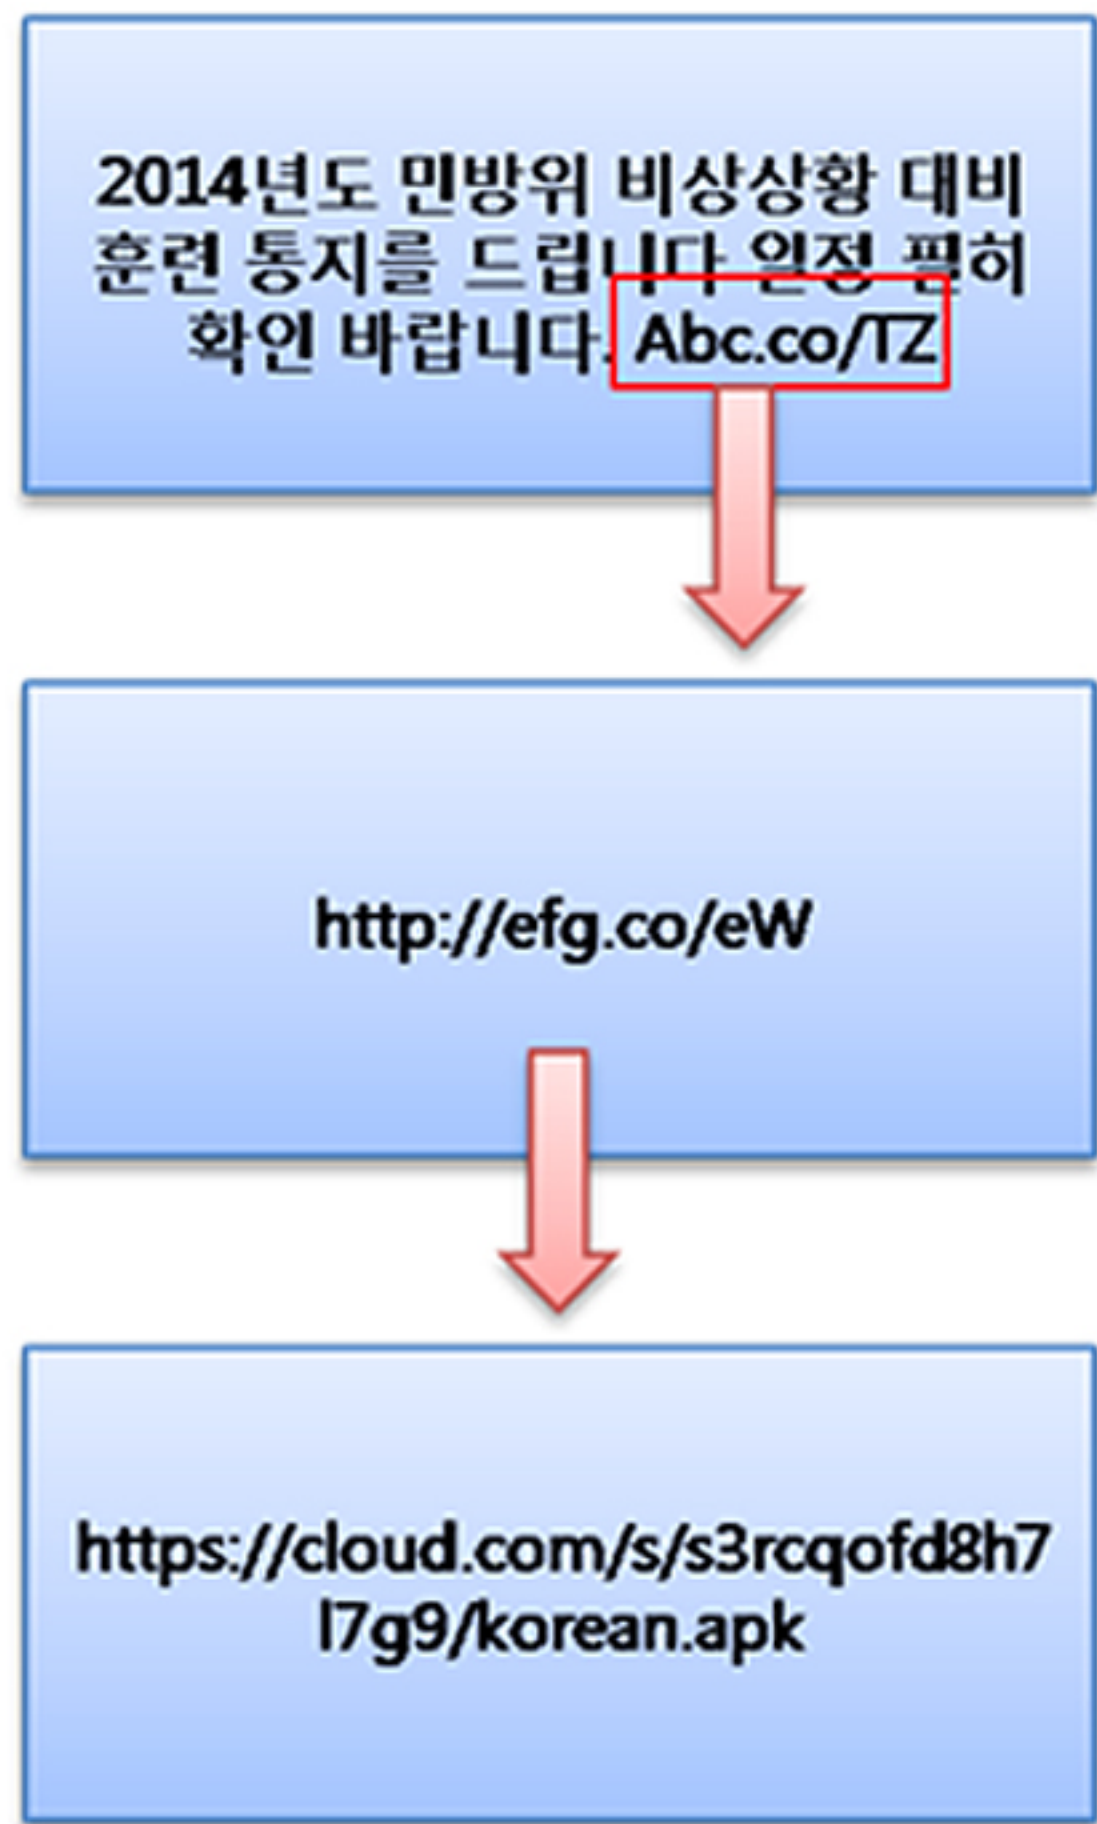 2014년도 민방위 비상상황 대비
훈련 통지를 드립니다 일정 필히
확인 바랍니다. Abc.co/TZ
http://efg.co/eW
https://cloud.com/s/s3rcqofd8h7
l7g9/korean.apk